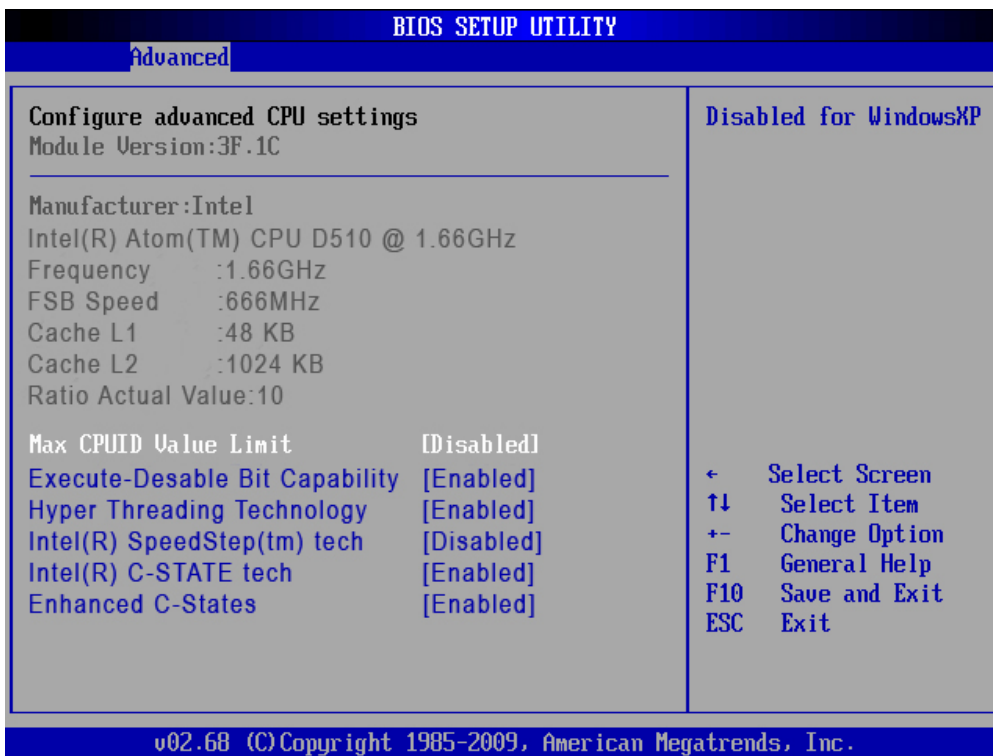 BIOS SETUP UTILITY
Advanced
Configure advanced CPU settings
Module Version:3F.1C
Manufacturer:Intel
Intel(R) Atom(TM) CPU D510 @ 1.66GHz
Frequency :1.66GHz
FSB Speed :666MHz
Cache L1 :48 KB
Cache L2 :1024 KB
Ratio Actual Value:10
Max CPUID Value Limit [Disabled]
Execute-Desable Bit Capability [Enabled]
Hyper Threading Technology [Enabled]
Intel(R) SpeedStep(tm) tech [Disabled]
Intel(R) C-STATE tech [Enabled]
Enhanced C-States [Enabled]
Disabled for WindowsXP
← Select Screen
↑↓ Select Item
+- Change Option
F1 General Help
F10 Save and Exit
ESC Exit
v02.68 (C)Copyright 1985-2009, American Megatrends, Inc.